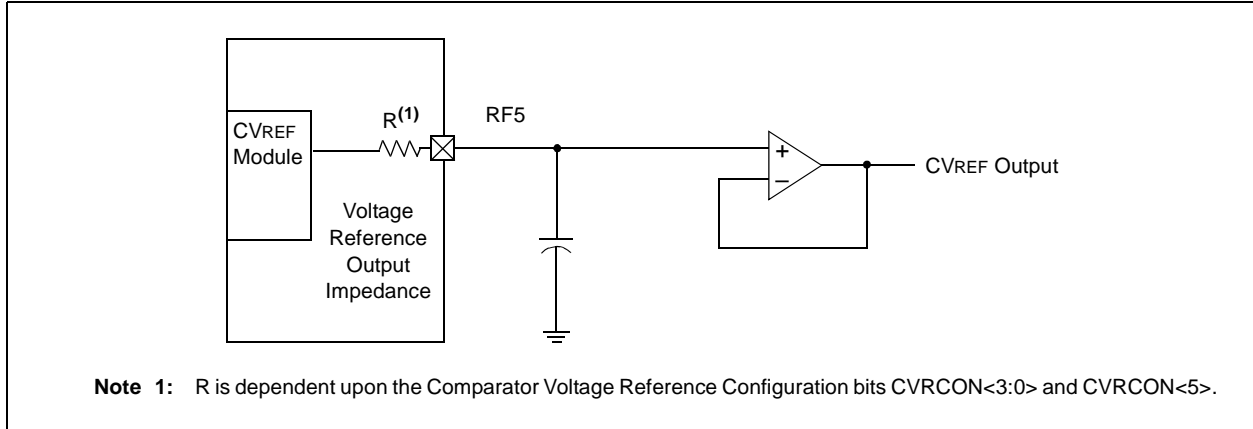 CVREF
Module
R(1)
RF5
+
–
CVREF Output
Voltage
Reference
Output
Impedance
Note 1: R is dependent upon the Comparator Voltage Reference Configuration bits CVRCON<3:0> and CVRCON<5>.